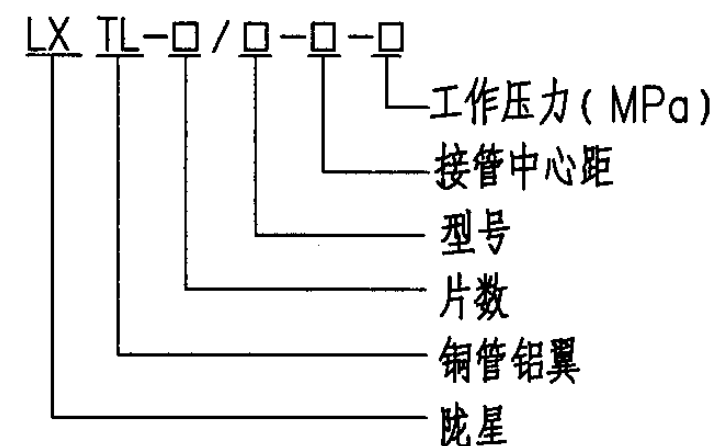 LX TL-□/□-□-□
工作压力(MPa)
接管中心距
型号
片数
铜管铝翼
陇星